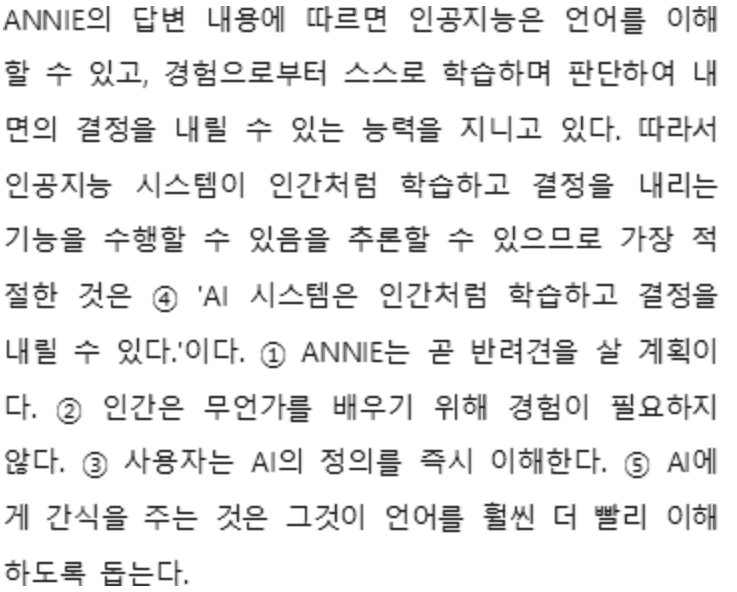 ANNIE의 답변 내용에 따르면 인공지능은 언어를 이해
할 수 있고, 경험으로부터 스스로 학습하며 판단하여 내
면의 결정을 내릴 수 있는 능력을 지니고 있다. 따라서
인공지능 시스템이 인간처럼 학습하고 결정을 내리는
기능을 수행할 수 있음을 추론할 수 있으므로 가장 적
절한 것은 ④ 'AI 시스템은 인간처럼 학습하고 결정을
내릴 수 있다.'이다. ① ANNIE는 곧 반려견을 살 계획이
다. ② 인간은 무언가를 배우기 위해 경험이 필요하지
않다. ③ 사용자는 AI의 정의를 즉시 이해한다. ⑤ AI에
게 간식을 주는 것은 그것이 언어를 훨씬 더 빨리 이해
하도록 돕는다.